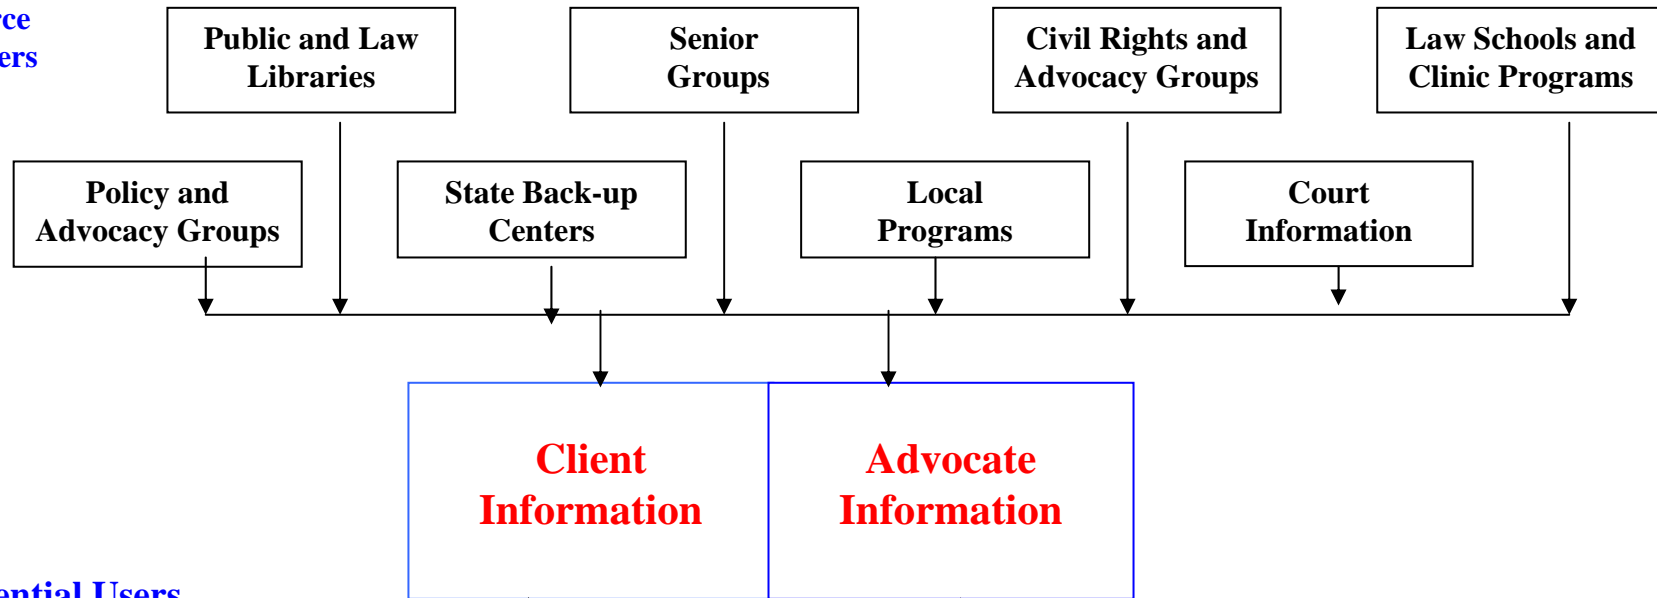 Public and Law
Libraries
Senior
Groups
Civil Rights and
Advocacy Groups
Law Schools and
Clinic Programs
Policy and
Advocacy Groups
State Back-up
Centers
Local
Programs
Court
Information
Client
Information
Advocate
Information
Users